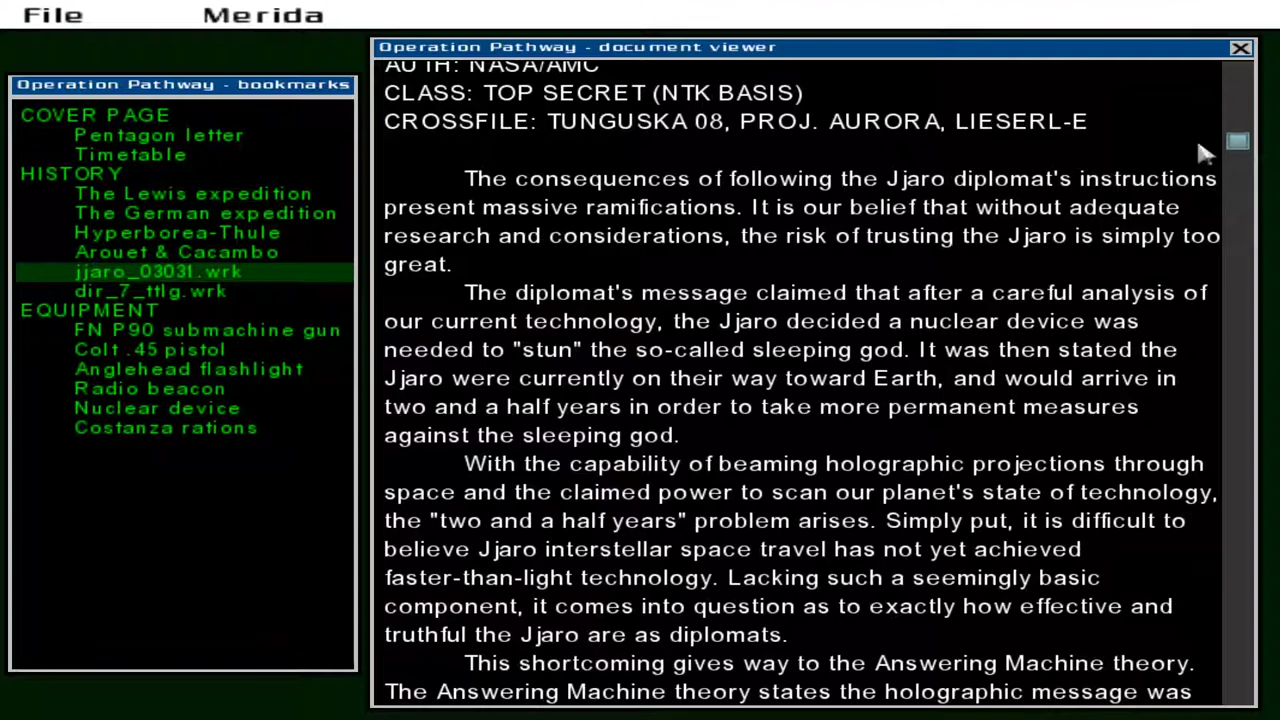 File Merida
Operation Pathway - bookmarks
COVER PAGE
Pentagon letter
Timetable
HISTORY
The Lewis expedition
The German expedition
Hyperborea-Thule
Arouet & Cacambo
jjaro_03031.wrk
dir_7_ttlg.wrk
EQUIPMENT
FN P90 submachine gun
Colt .45 pistol
Anglehead flashlight
Radio beacon
Nuclear device
Costanza rations
Operation Pathway - document viewer
AUTH: NASA/AMC
CLASS: TOP SECRET (NTK BASIS)
CROSSFILE: TUNGUSKA 08, PROJ. AURORA, LIESERL-E
The consequences of following the Jjaro diplomat's instructions
present massive ramifications. It is our belief that without adequate
research and considerations, the risk of trusting the Jjaro is simply too
great.
The diplomat's message claimed that after a careful analysis of
our current technology, the Jjaro decided a nuclear device was
needed to "stun" the so-called sleeping god. It was then stated the
Jjaro were currently on their way toward Earth, and would arrive in
two and a half years in order to take more permanent measures
against the sleeping god.
With the capability of beaming holographic projections through
space and the claimed power to scan our planet's state of technology,
the "two and a half years" problem arises. Simply put, it is difficult to
believe Jjaro interstellar space travel has not yet achieved
faster-than-light technology. Lacking such a seemingly basic
component, it comes into question as to exactly how effective and
truthful the Jjaro are as diplomats.
This shortcoming gives way to the Answering Machine theory.
The Answering Machine theory states the holographic message was